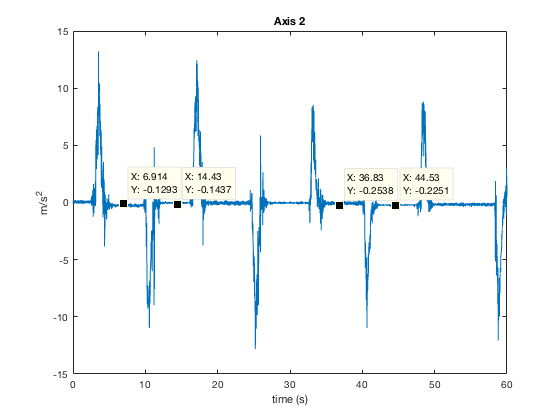 Axis 2
15
10
5
0
-5
-10
-15
m/s2
X: 6.914
Y: -0.1293
X: 14.43
Y: -0.1437
X: 36.83
Y: -0.2538
X: 44.53
Y: -0.2251
0 10 20 30 40 50 60
time (s)